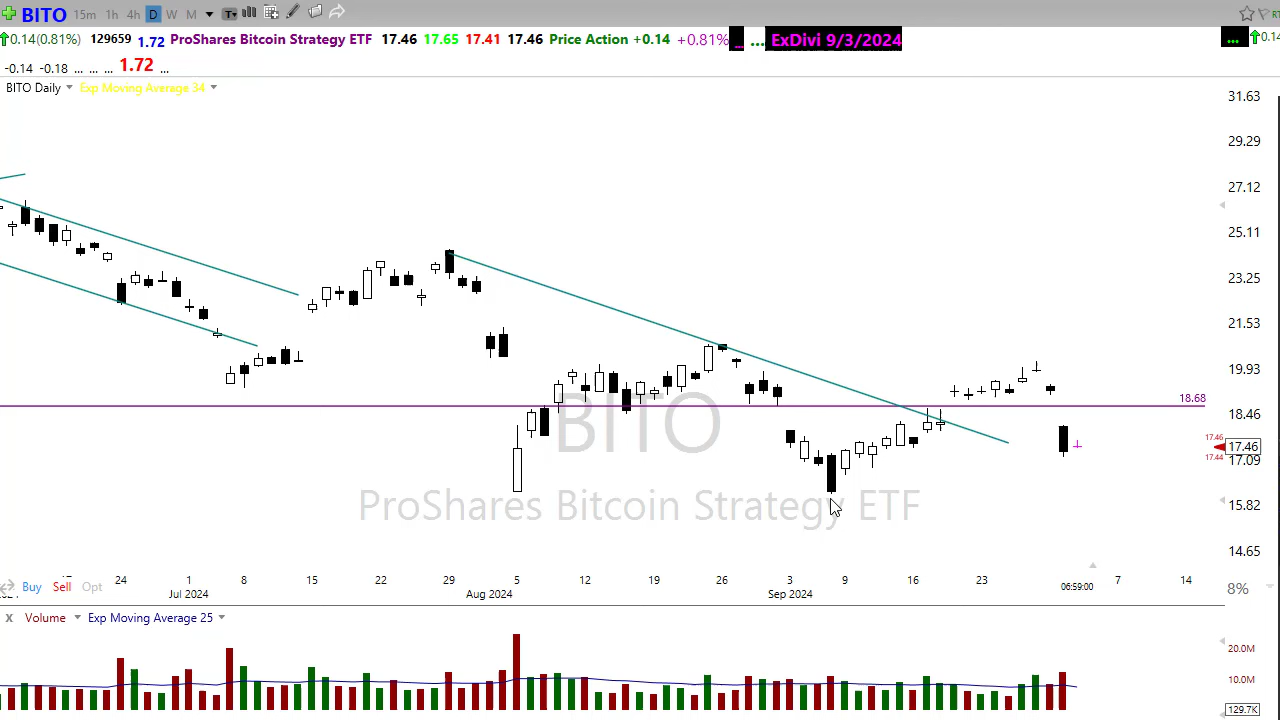 BITO 15m 1h 4h D W M T
0.14(0.81%) 129659 1.72 ProShares Bitcoin Strategy ETF 17.46 17.65 17.41 17.46 Price Action +0.14 +0.81% ... ... ExDivi 9/3/2024 ... 0.14
-0.14 -0.18 ... ... ... 1.72 ...
BITO Daily Exp Moving Average 34
31.63
29.29
27.12
25.11
23.25
21.53
19.93
18.68
18.46
17.46
17.46
17.44
17.09
15.82
14.65
BITO
ProShares Bitcoin Strategy ETF
24 1 8 15 22 29 5 12 19 26 3 9 16 23 06:59:00 7 14
Buy Sell Opt
Jul 2024 Aug 2024 Sep 2024
8%
X Volume Exp Moving Average 25
20.0M
10.0M
129.7K